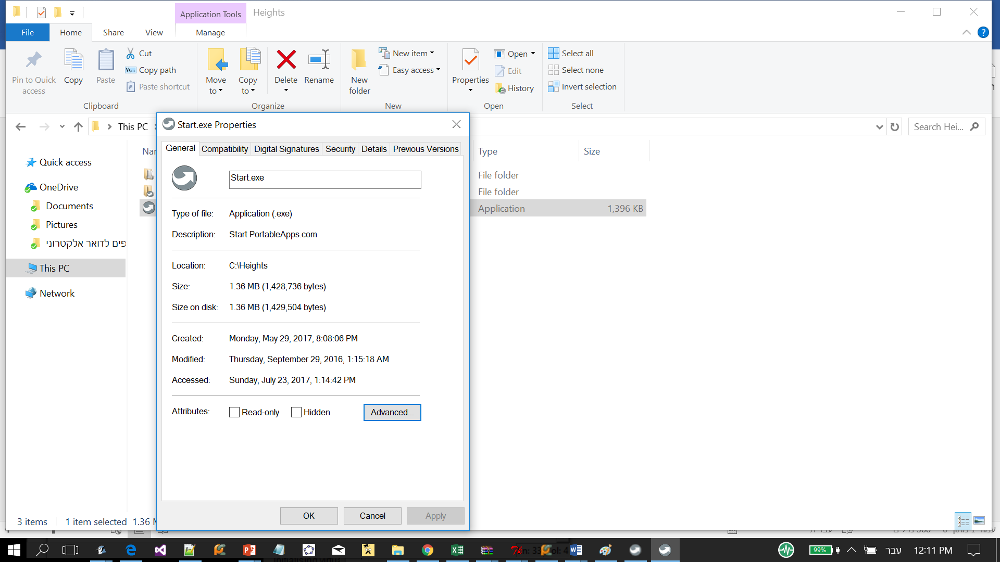 Application Tools
Heights
File
Home
Share
View
Manage
Pin to Quick access
Copy
Paste
Cut
Copy path
Paste shortcut
Clipboard
Move to
Copy to
Delete
Rename
Organize
New folder
New item
Easy access
New
Properties
Open
Edit
History
Open
Select all
Select none
Invert selection
Select
This PC
Search Hei...
Start.exe Properties
General
Compatibility
Digital Signatures
Security
Details
Previous Versions
Start.exe
Type of file: Application (.exe)
Description: Start PortableApps.com
Location: C:\Heights
Size: 1.36 MB (1,428,736 bytes)
Size on disk: 1.36 MB (1,429,504 bytes)
Created: Monday, May 29, 2017, 8:08:06 PM
Modified: Thursday, September 29, 2016, 1:15:18 AM
Accessed: Sunday, July 23, 2017, 1:14:42 PM
Attributes: Read-only Hidden Advanced...
OK Cancel Apply
Quick access
OneDrive
Documents
Pictures
פים לדואר אלקטרוני
This PC
Network
Type
Size
File folder
File folder
Application 1,396 KB
3 items 1 item selected 1.36
99%
עבר
12:11 PM